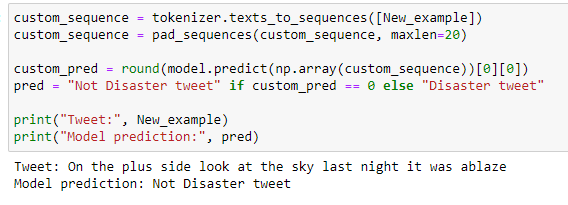 custom_sequence = tokenizer.texts_to_sequences([New_example])
custom_sequence = pad_sequences(custom_sequence, maxlen=20)
custom_pred = round(model.predict(np.array(custom_sequence))[0][0])
pred = "Not Disaster tweet" if custom_pred == 0 else "Disaster tweet"
print("Tweet:", New_example)
print("Model prediction:", pred)
Tweet: On the plus side look at the sky last night it was ablaze
Model prediction: Not Disaster tweet